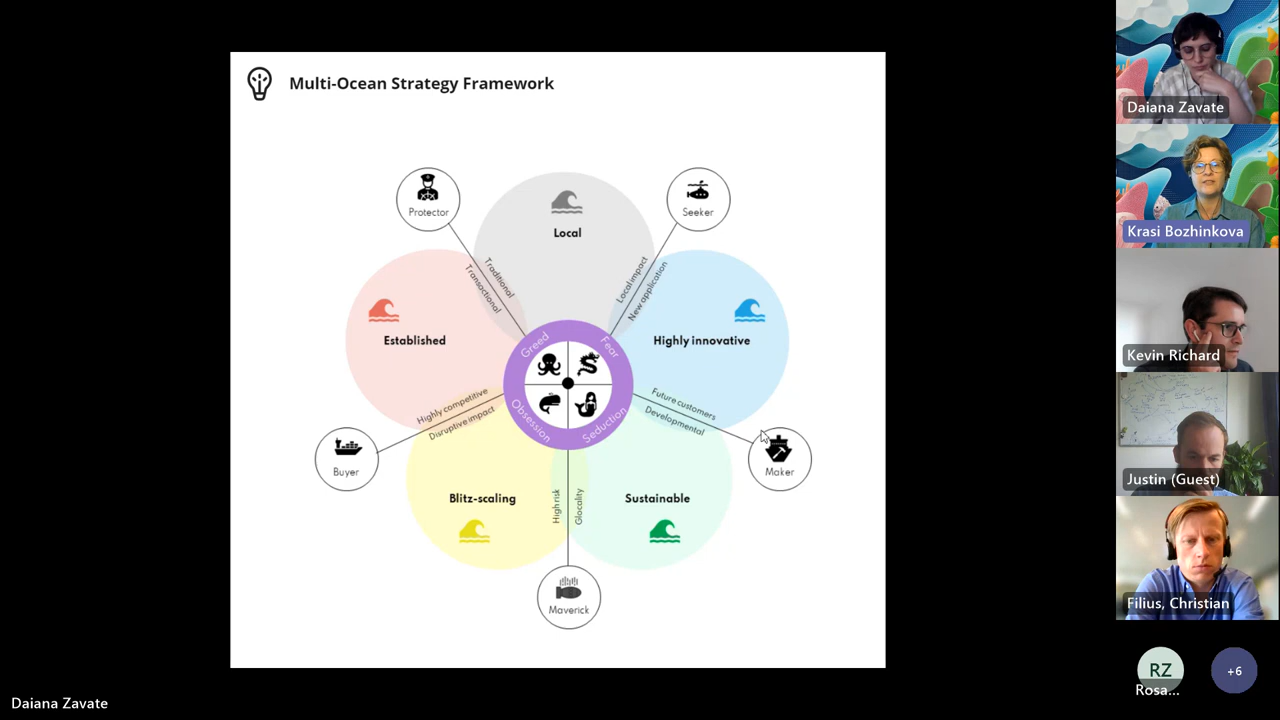 Multi-Ocean Strategy Framework
Protector
Seeker
Local
Traditional
Transactional
Local impact
New application
Established
Highly innovative
Greed
Fear
Obsession
Seduction
Highly competitive
Disruptive impact
Future customers
Developmental
Buyer
Maker
Blitz-scaling
Sustainable
High risk
Glocality
Maverick
Daiana Zavate
Krasi Bozhinkova
Kevin Richard
Justin (Guest)
Filius, Christian
RZ
+6
Rosa...
Daiana Zavate